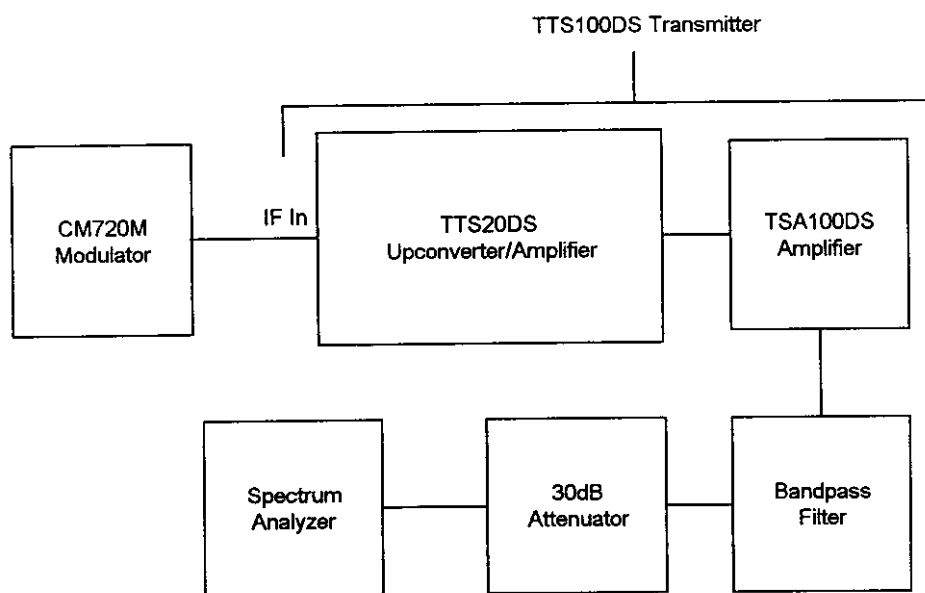 TTS100DS Transmitter
CM720M
Modulator
IF In
TTS20DS
Upconverter/Amplifier
TSA100DS
Amplifier
Spectrum
Analyzer
30dB
Attenuator
Bandpass
Filter